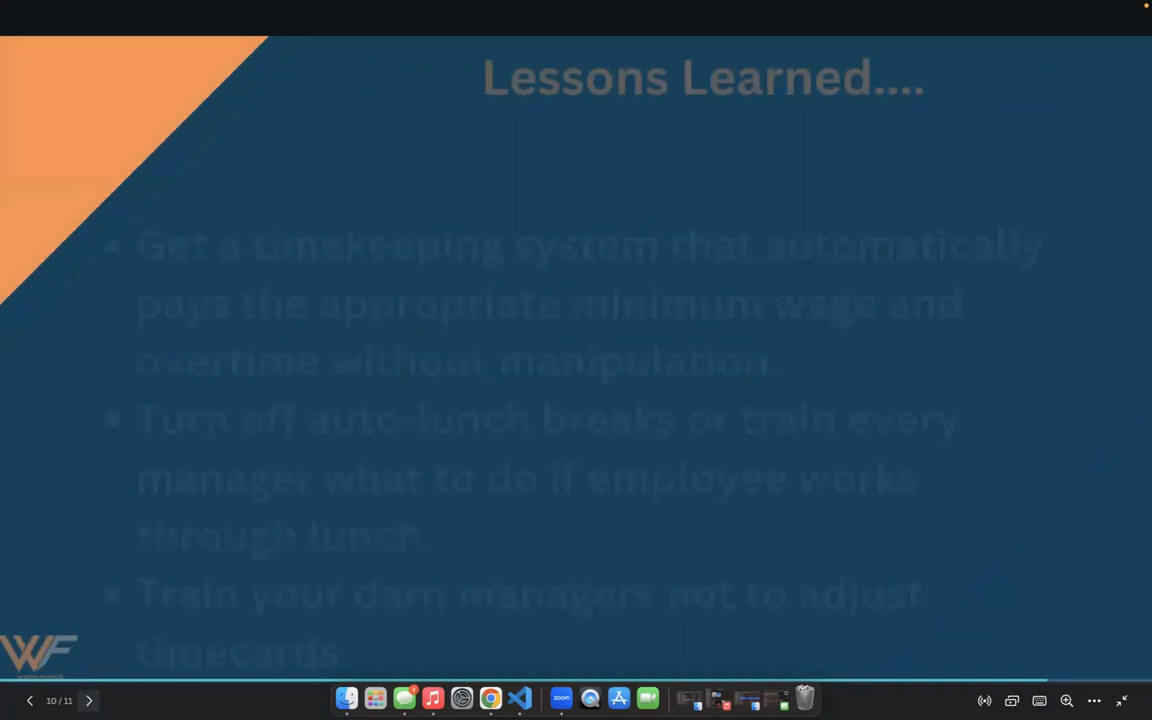 Lessons Learned....
• Get a timekeeping system that automatically
pays the appropriate minimum wage and
overtime without manipulation.
• Turn off auto-lunch breaks or train every
manager what to do if employee works
through lunch.
• Train your darn managers not to adjust
timecards.
WF
10 / 11
zoom